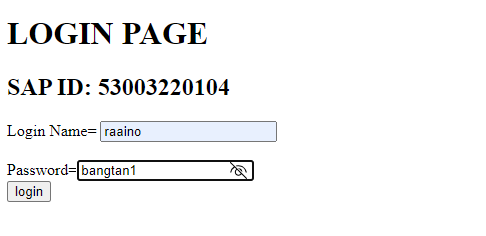 LOGIN PAGE
SAP ID: 53003220104
Login Name= raaino
Password= bangtan1
login